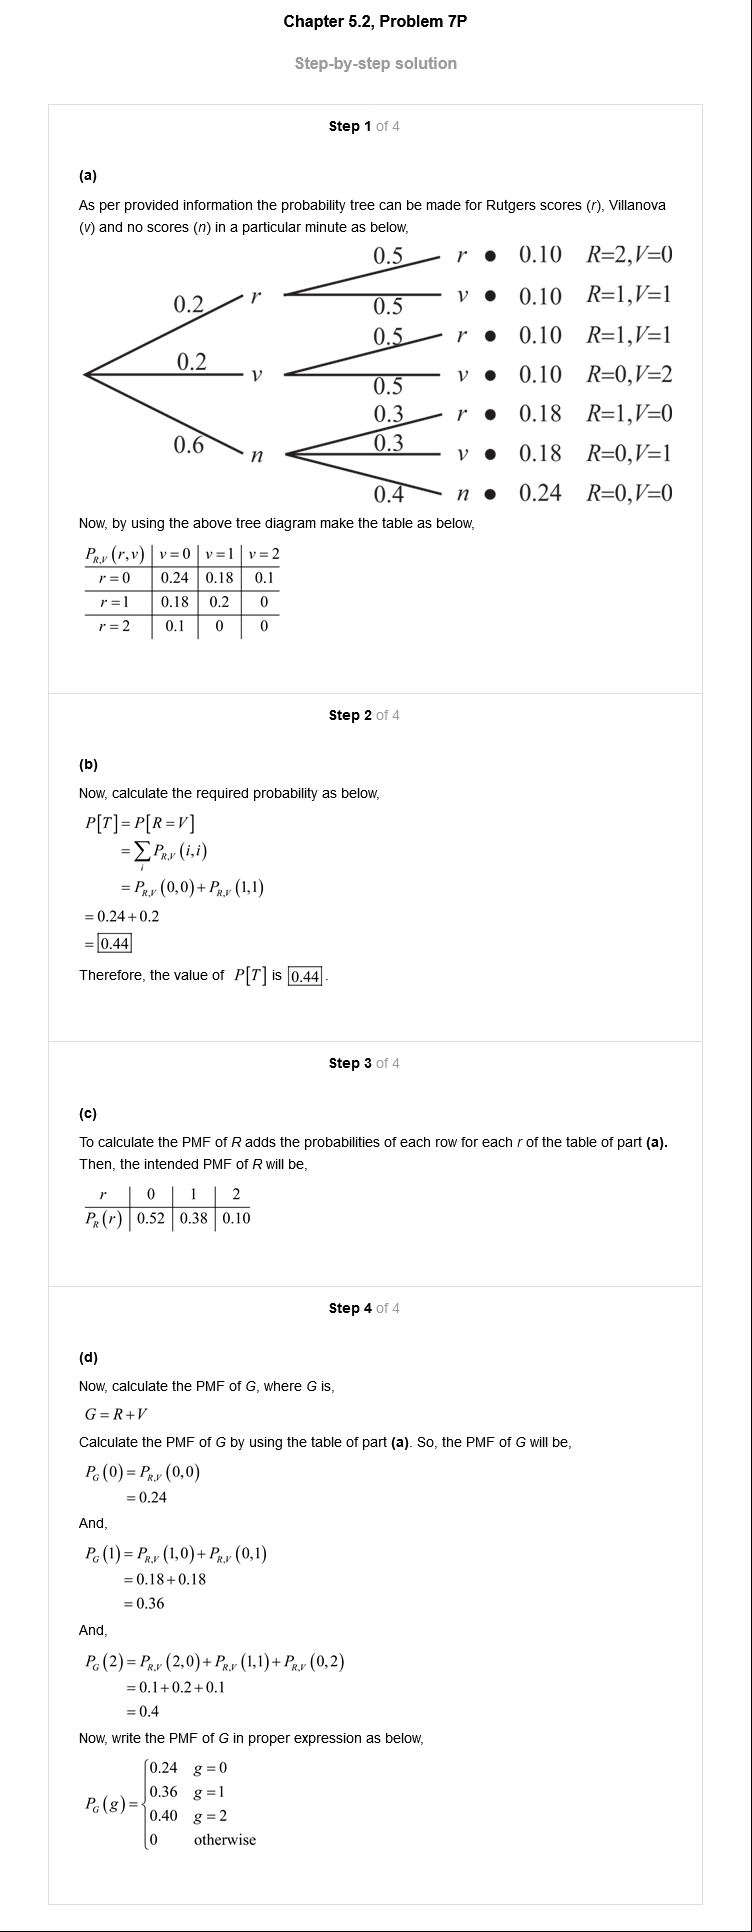 Chapter 5.2, Problem 7P
Step-by-step solution
Step 1 of 4
(a)
As per provided information the probability tree can be made for Rutgers scores (r), Villanova
(v) and no scores (n) in a particular minute as below,
0.5 r ● 0.10 R=2,V=0
0.2 r
0.5 v ● 0.10 R=1,V=1
0.5 r ● 0.10 R=1,V=1
0.2 v
0.5 v ● 0.10 R=0,V=2
0.3 r ● 0.18 R=1,V=0
0.6 n
0.3 v ● 0.18 R=0,V=1
0.4 n ● 0.24 R=0,V=0
Now, by using the above tree diagram make the table as below,
P_{R,V}(r,v) v=0 v=1 v=2
r=0 0.24 0.18 0.1
r=1 0.18 0.2 0
r=2 0.1 0 0
Step 2 of 4
(b)
Now, calculate the required probability as below,
P[T]=P[R=V]
=∑_i P_{R,V}(i,i)
=P_{R,V}(0,0)+P_{R,V}(1,1)
=0.24+0.2
=0.44
Therefore, the value of P[T] is 0.44.
Step 3 of 4
(c)
To calculate the PMF of R adds the probabilities of each row for each r of the table of part (a).
Then, the intended PMF of R will be,
r 0 1 2
P_R(r) 0.52 0.38 0.10
Step 4 of 4
(d)
Now, calculate the PMF of G, where G is,
G=R+V
Calculate the PMF of G by using the table of part (a). So, the PMF of G will be,
P_G(0)=P_{R,V}(0,0)
=0.24
And,
P_G(1)=P_{R,V}(1,0)+P_{R,V}(0,1)
=0.18+0.18
=0.36
And,
P_G(2)=P_{R,V}(2,0)+P_{R,V}(1,1)+P_{R,V}(0,2)
=0.1+0.2+0.1
=0.4
Now, write the PMF of G in proper expression as below,
0.24 g=0
0.36 g=1
P_G(g)={
0.40 g=2
0 otherwise